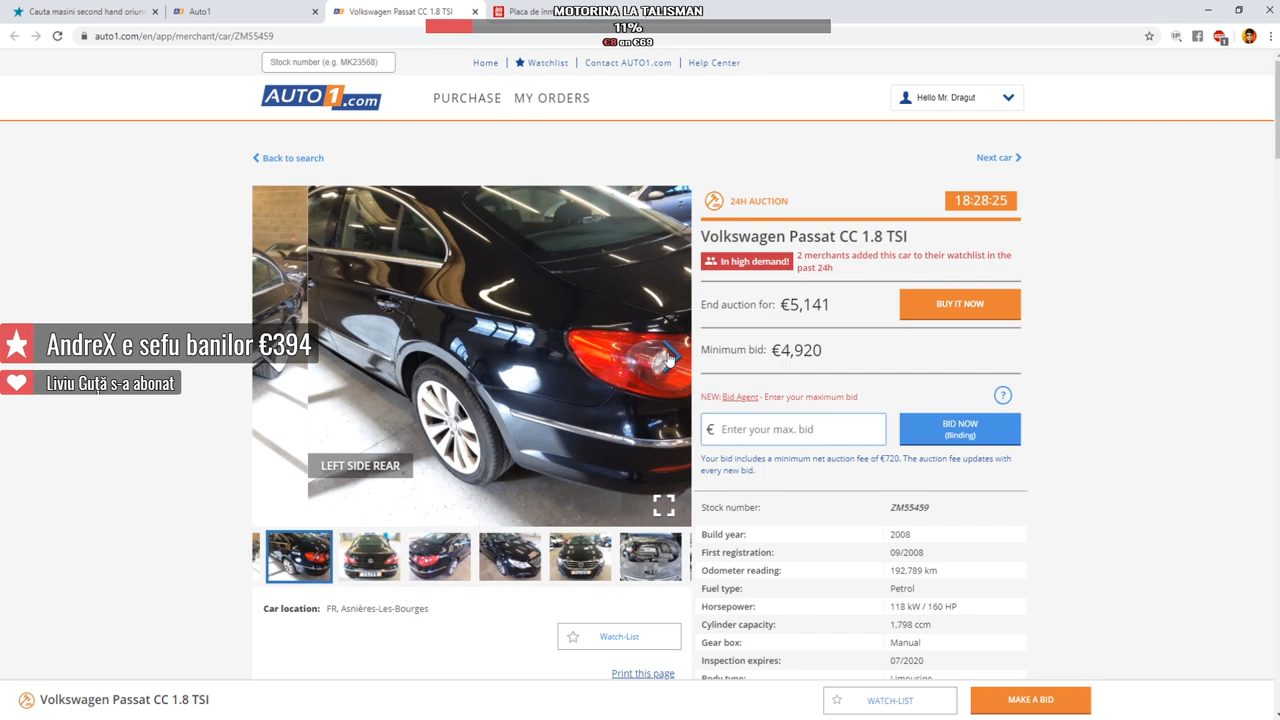 Cauta masini second hand oriund
Auto1
Volkswagen Passat CC 1.8 TSI
Placa de în
MOTORINA LA TALISMAN
11%
€8 an €69
auto1.com/en/app/merchant/car/ZM55459
Stock number (e.g. MK23568)
Home
Watchlist
Contact AUTO1.com
Help Center
AUTO1.com
PURCHASE MY ORDERS
Hello Mr. Dragut
Back to search
Next car
24H AUCTION
18:28:25
Volkswagen Passat CC 1.8 TSI
In high demand!
2 merchants added this car to their watchlist in the
past 24h
End auction for: €5,141
BUY IT NOW
AndreX e sefu banilor €394
Minimum bid: €4,920
Liviu Guță s-a abonat
NEW: Bid Agent - Enter your maximum bid
?
€ Enter your max. bid
BID NOW
(Binding)
LEFT SIDE REAR
Your bid includes a minimum net auction fee of €720. The auction fee updates with
every new bid.
Stock number: ZM55459
Build year: 2008
First registration: 09/2008
Odometer reading: 192,789 km
Fuel type: Petrol
Horsepower: 118 kW / 160 HP
Cylinder capacity: 1,798 ccm
Gear box: Manual
Inspection expires: 07/2020
Body type: Limousine
Car location: FR, Asnières-Les-Bourges
Watch-List
Print this page
Volkswagen Passat CC 1.8 TSI
WATCH-LIST
MAKE A BID